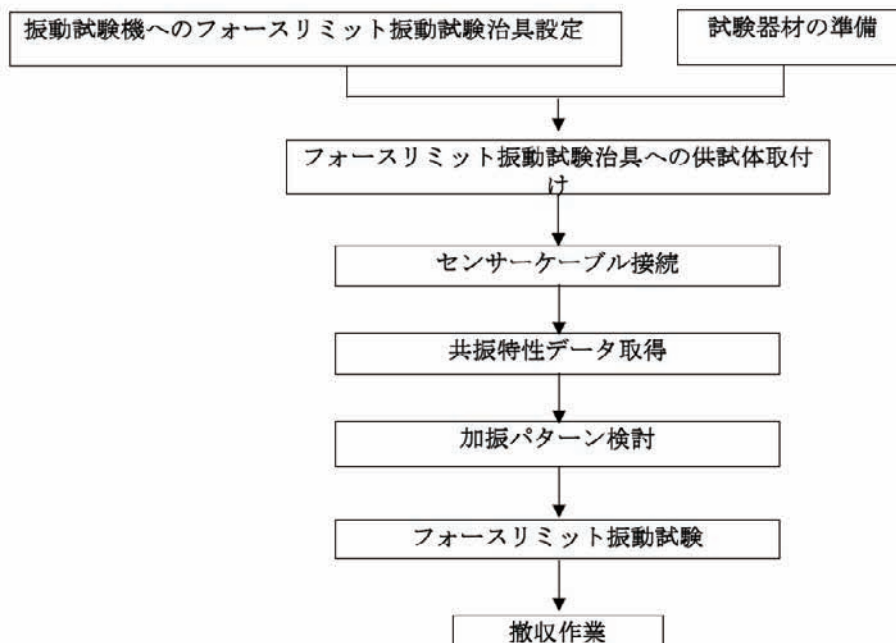 振動試験機へのフォースリミット振動試験治具設定
試験器材の準備
フォースリミット振動試験治具への供試体取付
け
センサーケーブル接続
共振特性データ取得
加振パターン検討
フォースリミット振動試験
撤収作業